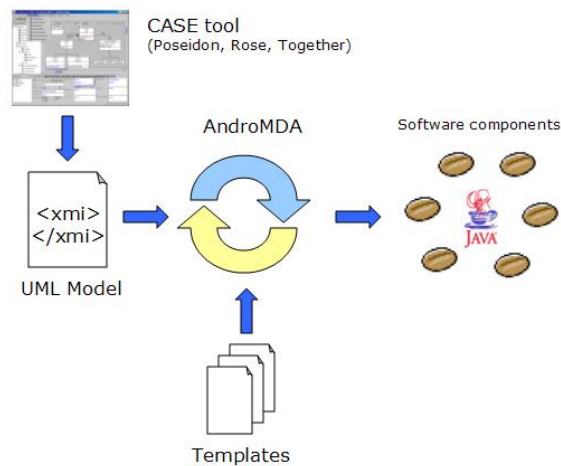 CASE tool
(Poseidon, Rose, Together)
AndroMDA
Software components
<xmi>
</xmi>
JAVA
UML Model
Templates